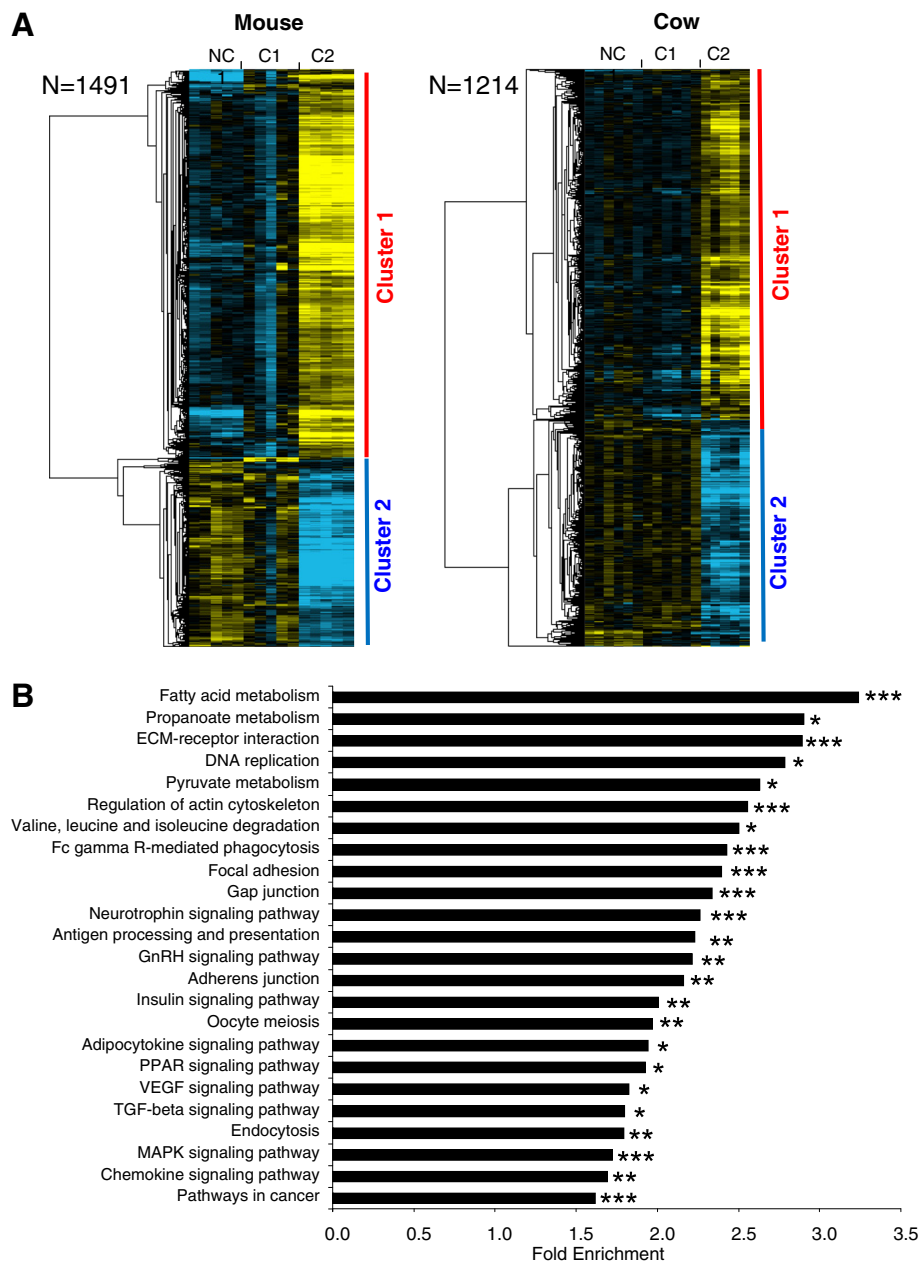 A
Mouse
Cow
NC C1 C2
NC C1 C2
N=1491
1
N=1214
Cluster 1
Cluster 1
Cluster 2
Cluster 2
B
Fatty acid metabolism ***
Propanoate metabolism *
ECM-receptor interaction ***
DNA replication *
Pyruvate metabolism *
Regulation of actin cytoskeleton ***
Valine, leucine and isoleucine degradation *
Fc gamma R-mediated phagocytosis ***
Focal adhesion ***
Gap junction ***
Neurotrophin signaling pathway ***
Antigen processing and presentation **
GnRH signaling pathway **
Adherens junction **
Insulin signaling pathway **
Oocyte meiosis **
Adipocytokine signaling pathway *
PPAR signaling pathway *
VEGF signaling pathway *
TGF-beta signaling pathway *
Endocytosis **
MAPK signaling pathway ***
Chemokine signaling pathway **
Pathways in cancer ***
0.0 0.5 1.0 1.5 2.0 2.5 3.0 3.5
Fold Enrichment